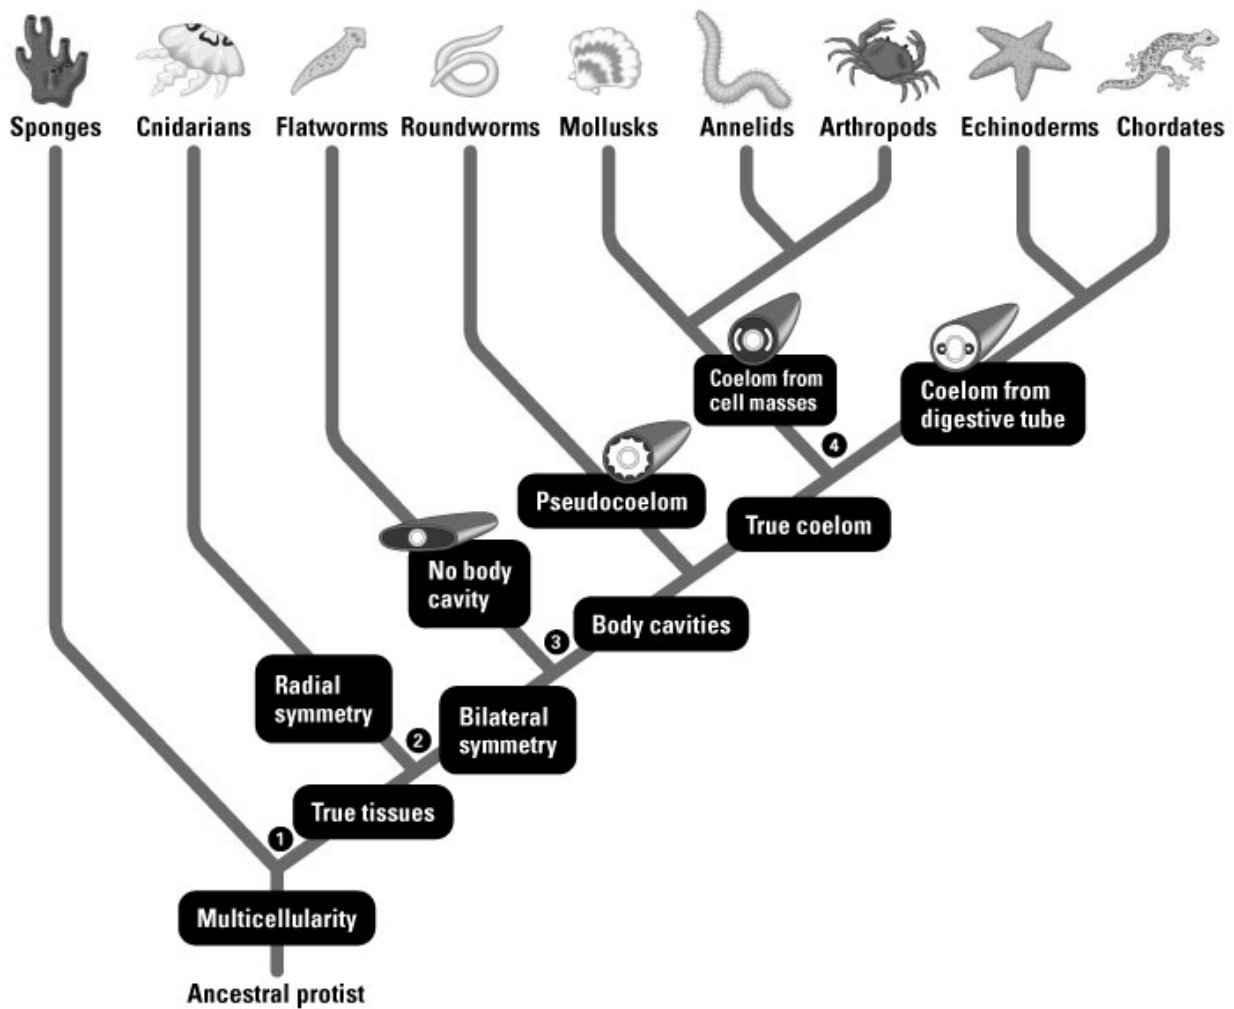 Sponges
Cnidarians
Flatworms
Roundworms
Mollusks
Annelids
Arthropods
Echinoderms
Chordates
Coelom from
cell masses
Coelom from
digestive tube
4
Pseudocoelom
True coelom
No body
cavity
3
Body cavities
Radial
symmetry
2
Bilateral
symmetry
True tissues
1
Multicellularity
Ancestral protist